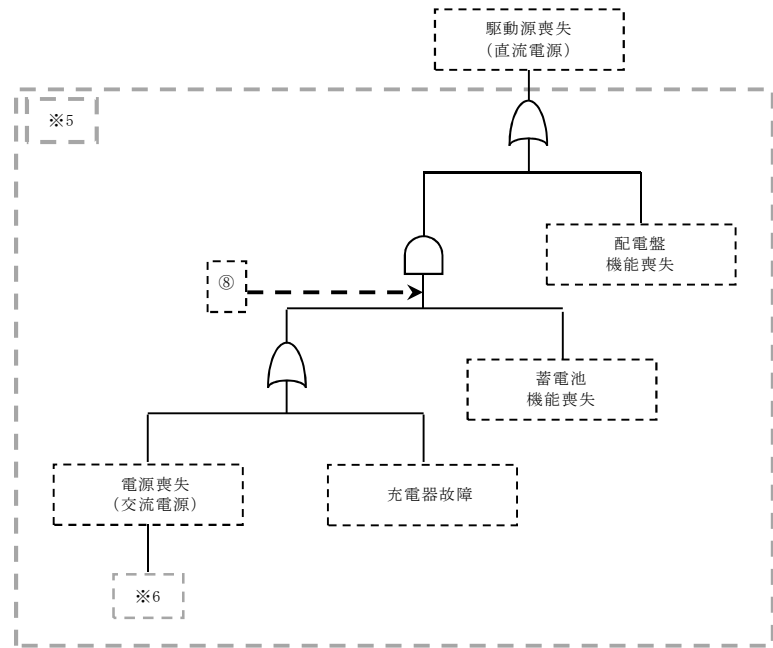 駆動源喪失
（直流電源）
※5
配電盤
機能喪失
⑧
蓄電池
機能喪失
電源喪失
（交流電源）
充電器故障
※6